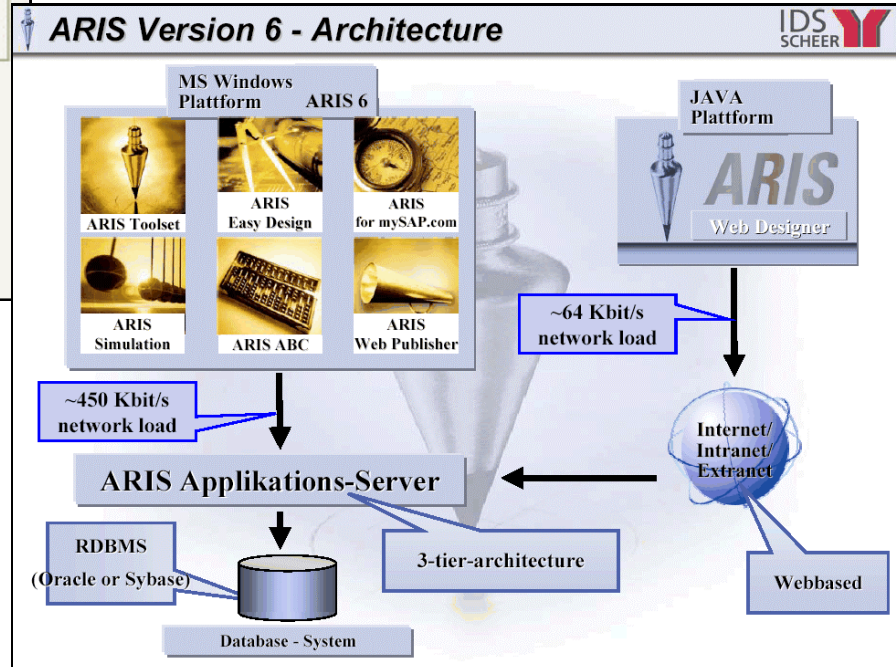 ARIS Version 6 - Architecture
IDS
SCHEER
MS Windows
Plattform ARIS 6
ARIS Toolset
ARIS
Easy Design
ARIS
for mySAP.com
ARIS
Simulation
ARIS ABC
ARIS
Web Publisher
JAVA
Plattform
ARIS
Web Designer
~64 Kbit/s
network load
~450 Kbit/s
network load
Internet/
Intranet/
Extranet
ARIS Applikations-Server
RDBMS
(Oracle or Sybase)
3-tier-architecture
Webbased
Database - System